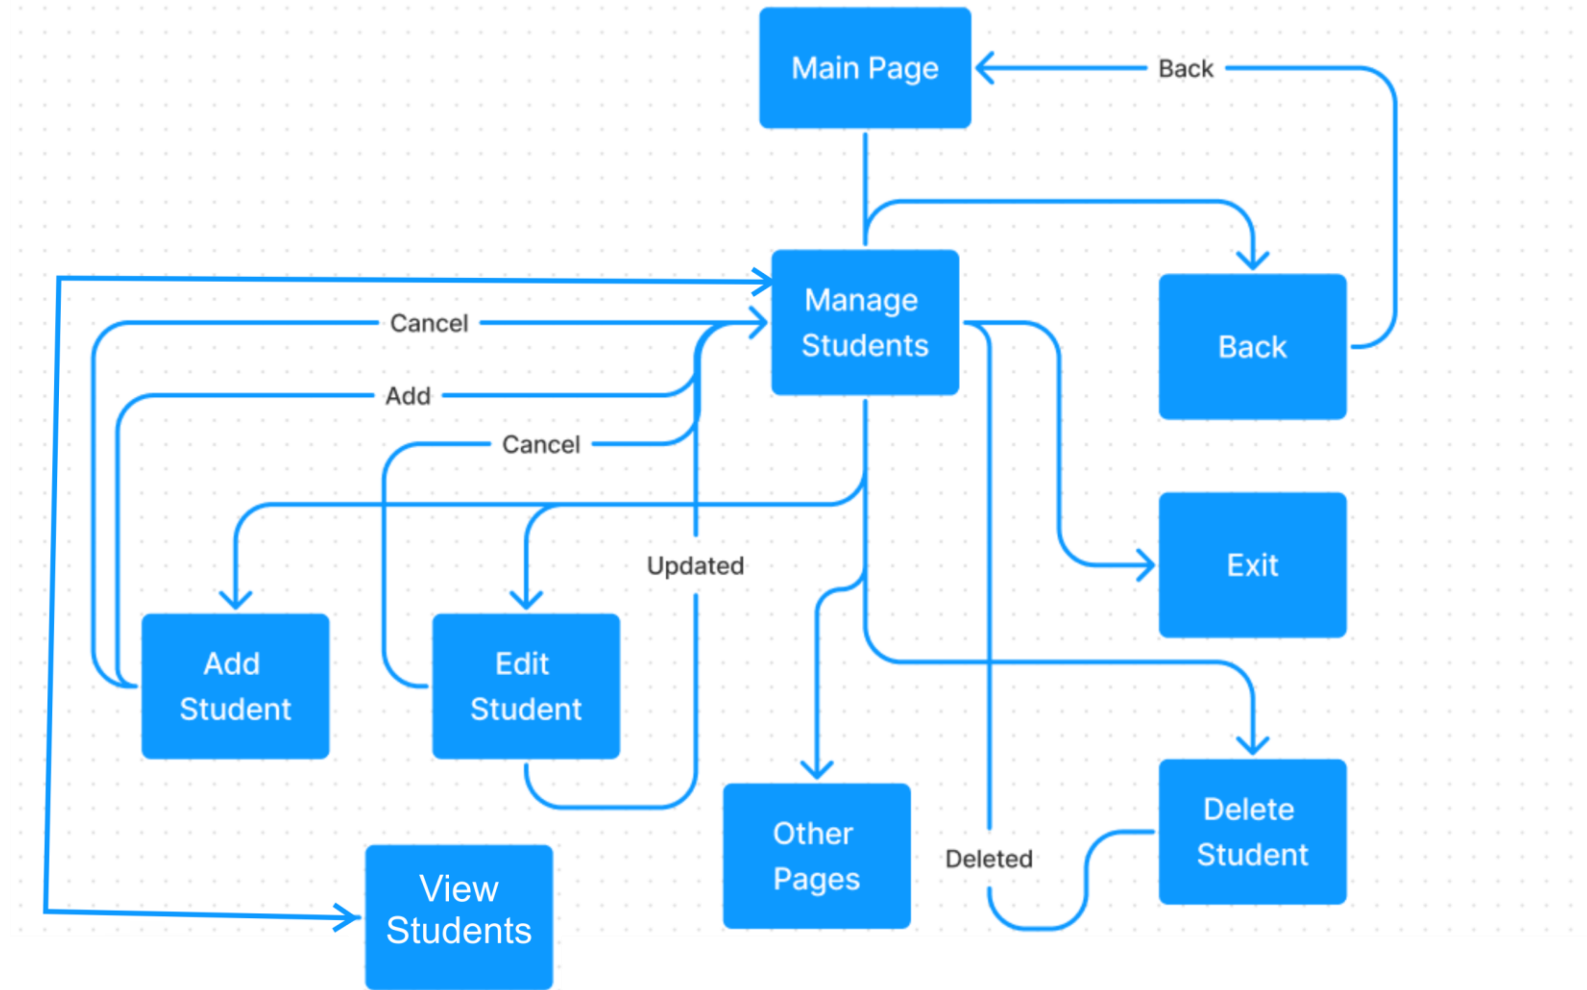 Main Page
Back
Manage
Students
Cancel
Back
Add
Cancel
Updated
Exit
Add
Student
Edit
Student
Other
Pages
Deleted
Delete
Student
View
Students